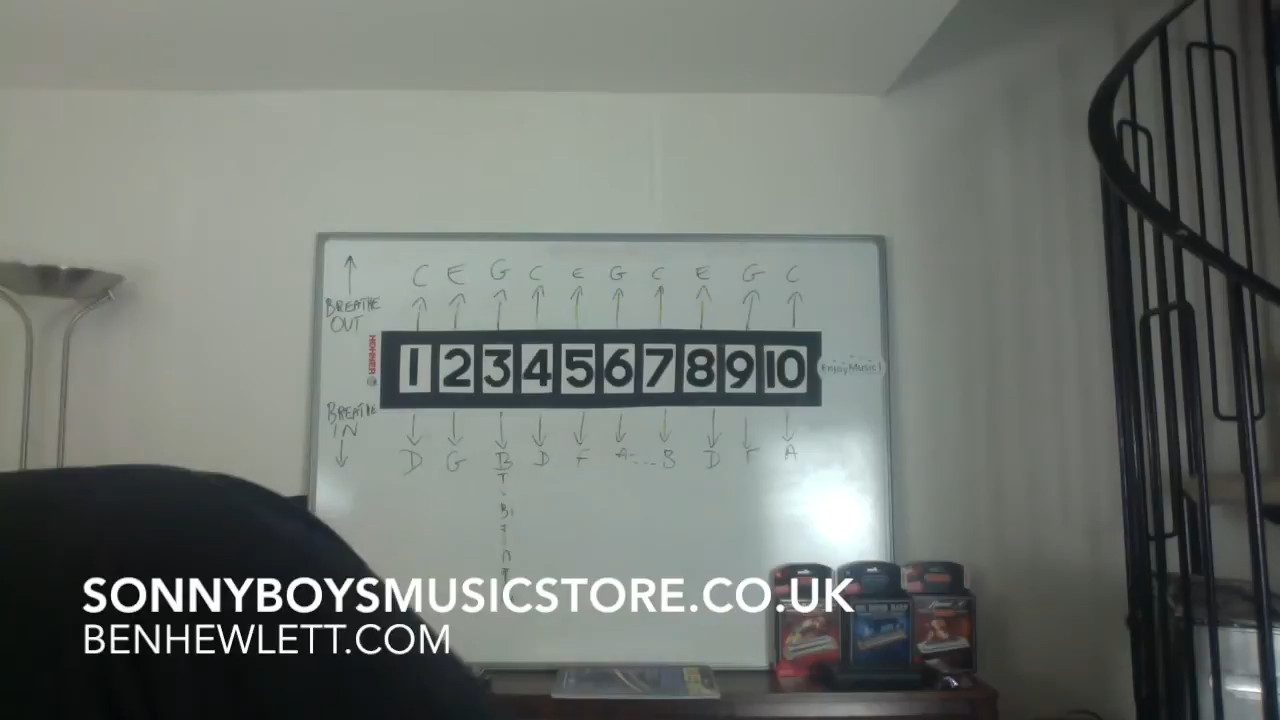 C E G C E G C E G C
BREATHE
OUT
HOHNER
1 2 3 4 5 6 7 8 9 10
Enjoy Music!
BREATHE
IN
D G B D F A....B D F A
SONNYBOYSMUSICSTORE.CO.UK
BENHEWLETT.COM